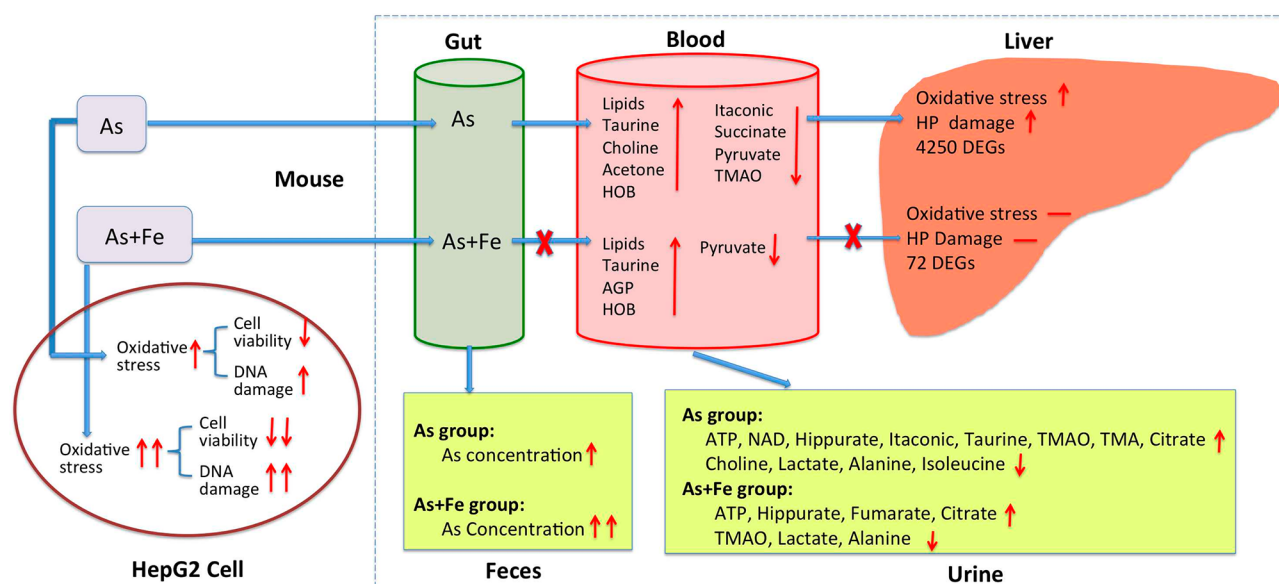 Gut
Blood
Liver
As
As+Fe
Mouse
As
As+Fe
Lipids
Taurine
Choline
Acetone
HOB
Itaconic
Succinate
Pyruvate
TMAO
Lipids
Taurine
AGP
HOB
Pyruvate
Oxidative stress
HP damage
4250 DEGs
Oxidative stress
HP Damage
72 DEGs
Oxidative
stress
Cell
viability
DNA
damage
Oxidative
stress
Cell
viability
DNA
damage
HepG2 Cell
As group:
As concentration
As+Fe group:
As Concentration
Feces
As group:
ATP, NAD, Hippurate, Itaconic, Taurine, TMAO, TMA, Citrate
Choline, Lactate, Alanine, Isoleucine
As+Fe group:
ATP, Hippurate, Fumarate, Citrate
TMAO, Lactate, Alanine
Urine